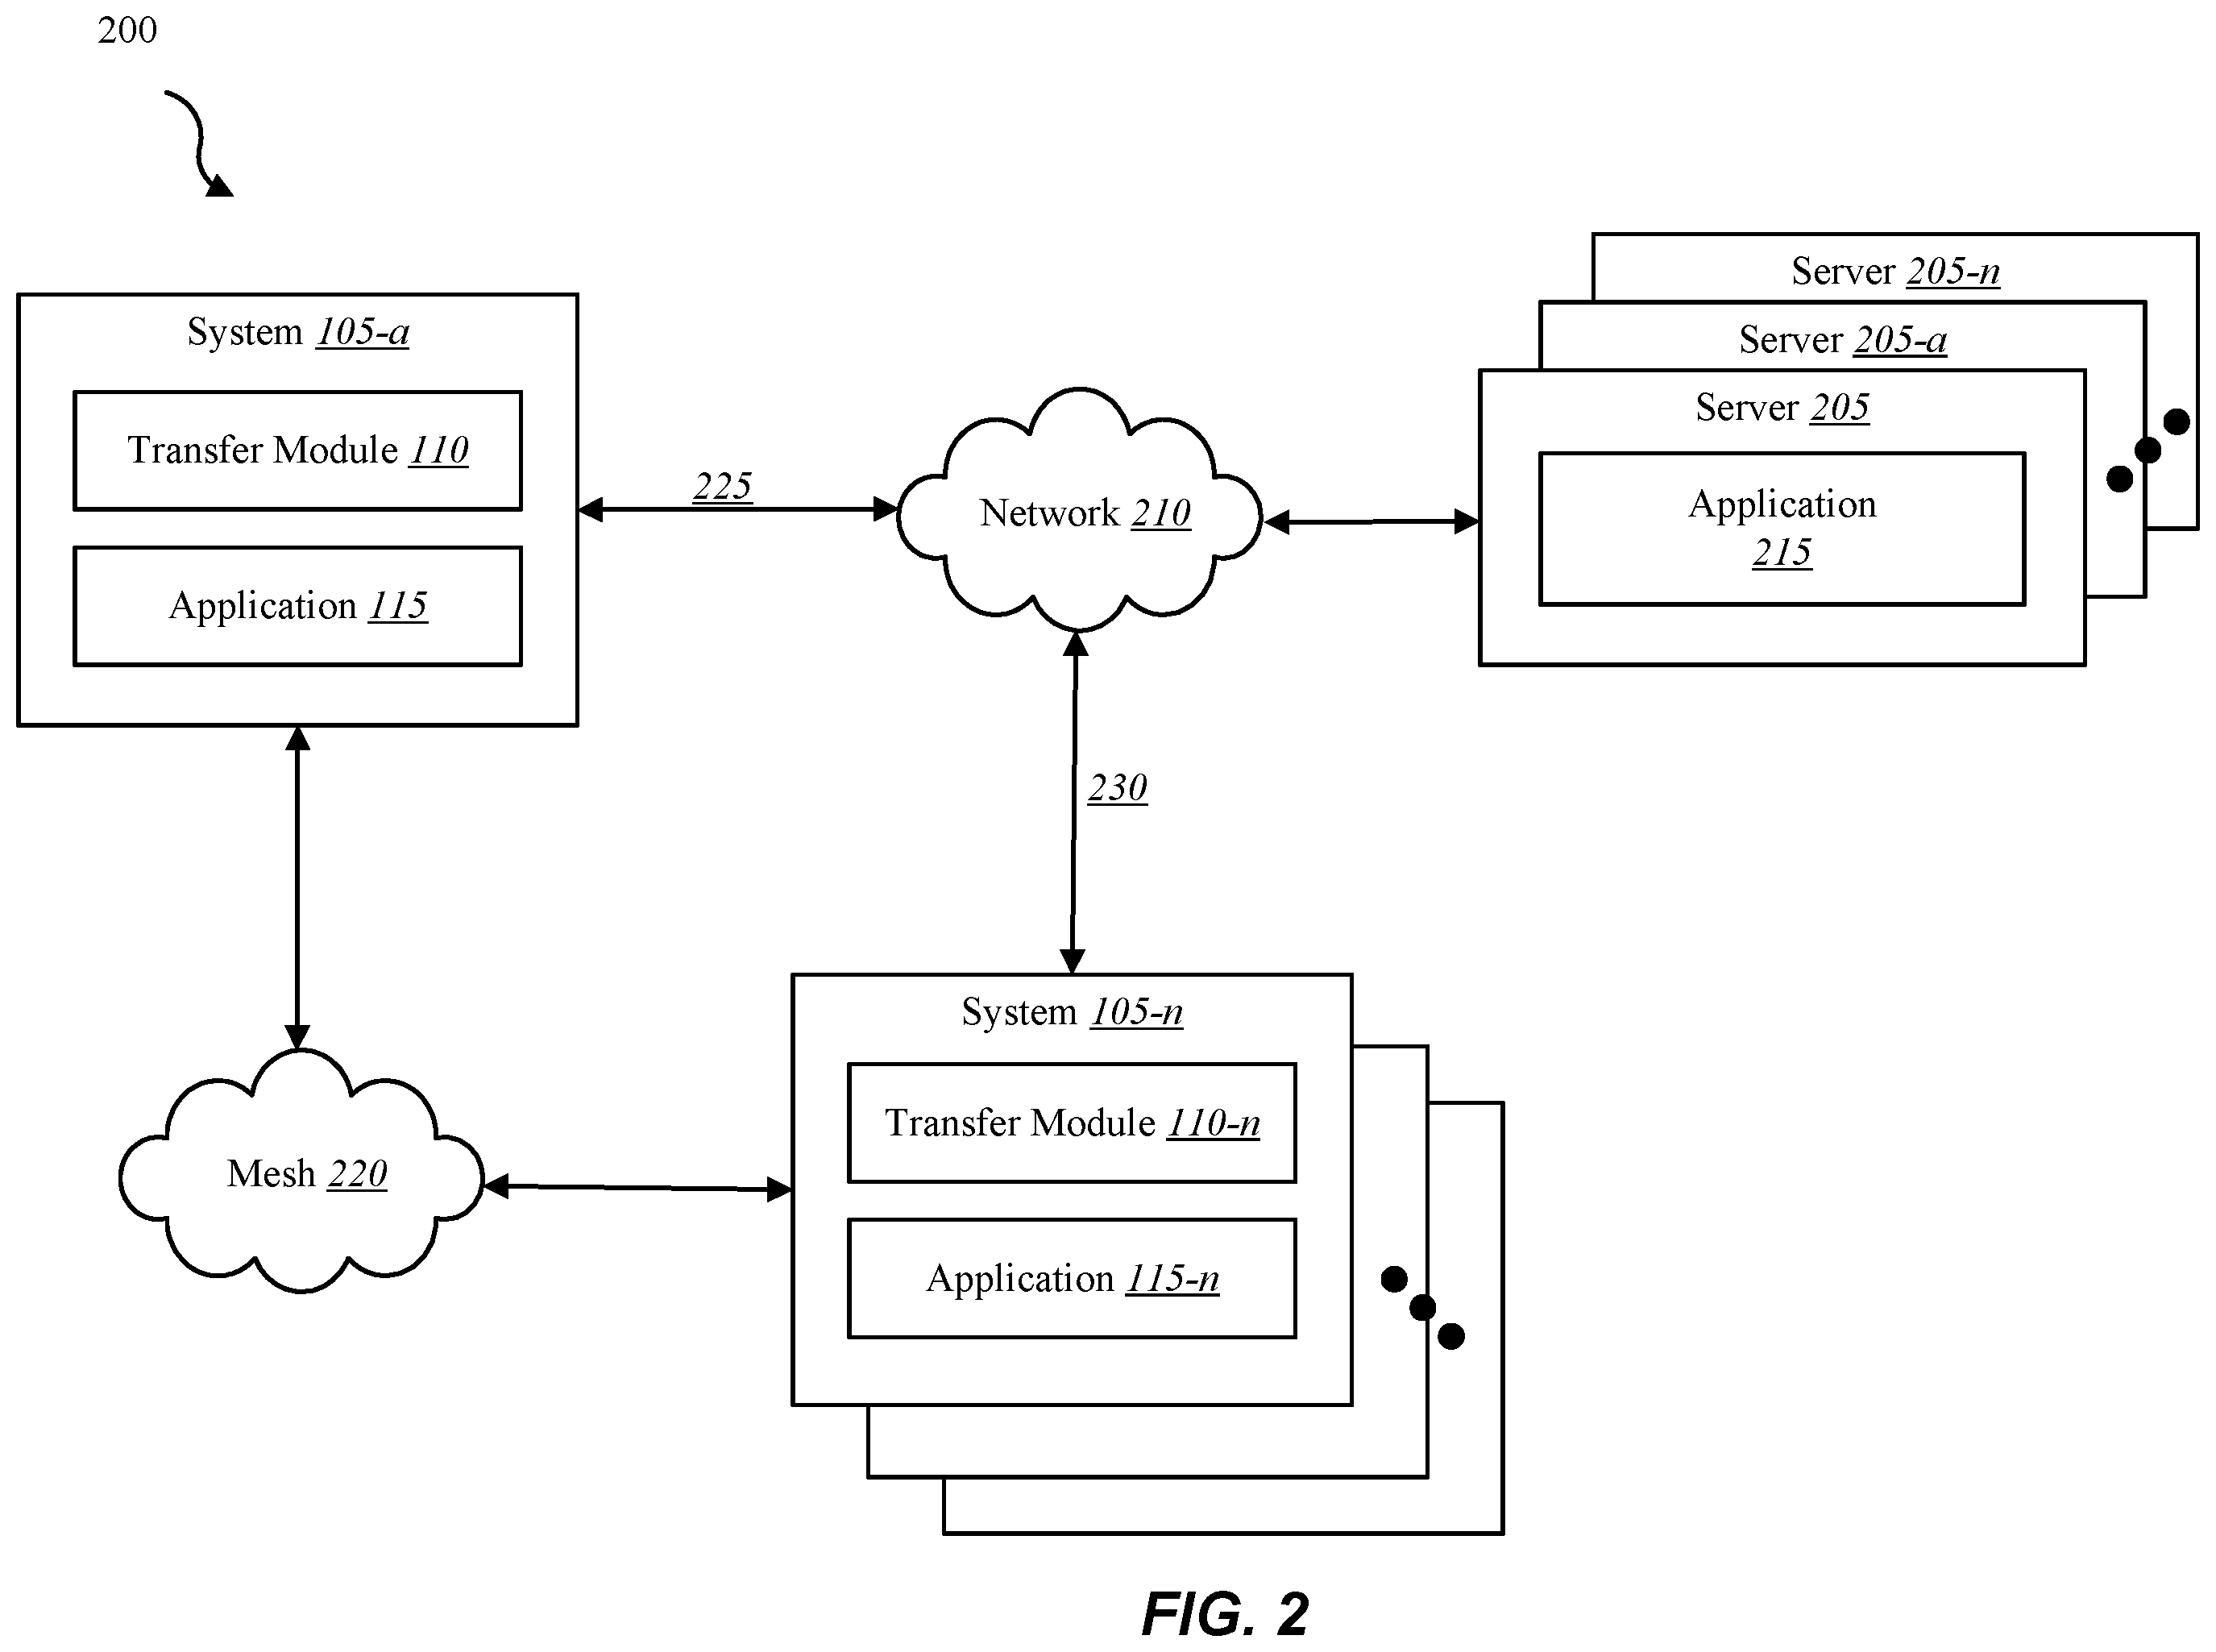 200
System 105-a
Transfer Module 110
Application 115
225
Network 210
Server 205-n
Server 205-a
Server 205
Application
215
230
Mesh 220
System 105-n
Transfer Module 110-n
Application 115-n
FIG. 2